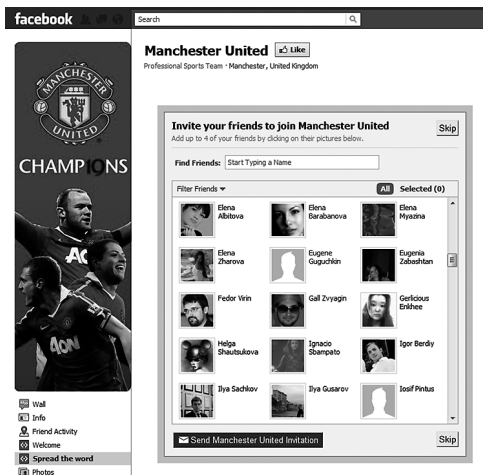 facebook
Search
Manchester United
Like
Professional Sports Team · Manchester, United Kingdom
MANCHESTER
UNITED
CHAMP19NS
AON
AON
Invite your friends to join Manchester United
Skip
Add up to 4 of your friends by clicking on their pictures below.
Find Friends:
Start Typing a Name
Filter Friends
All
Selected (0)
Elena
Albitova
Elena
Barabanova
Elena
Myazina
Elena
Zharova
Eugene
Guguchkin
Eugenia
Zabashtan
Fedor Virin
Gall Zvyagin
Gerlicious
Enkhee
Helga
Shautsukova
Ignacio
Sbampato
Igor Berdiy
Ilya Sachkov
Ilya Gusarov
Iosif Pintus
Send Manchester United Invitation
Skip
Wall
Info
Friend Activity
Welcome
Spread the word
Photos